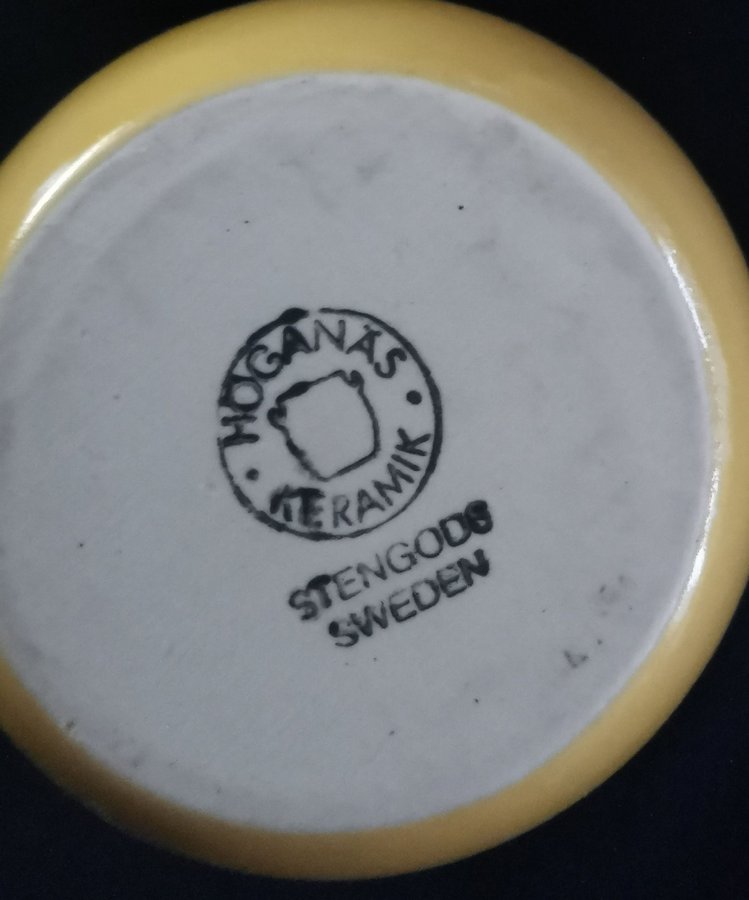 HÖGANÄS
KERAMIK
STENGODS
SWEDEN